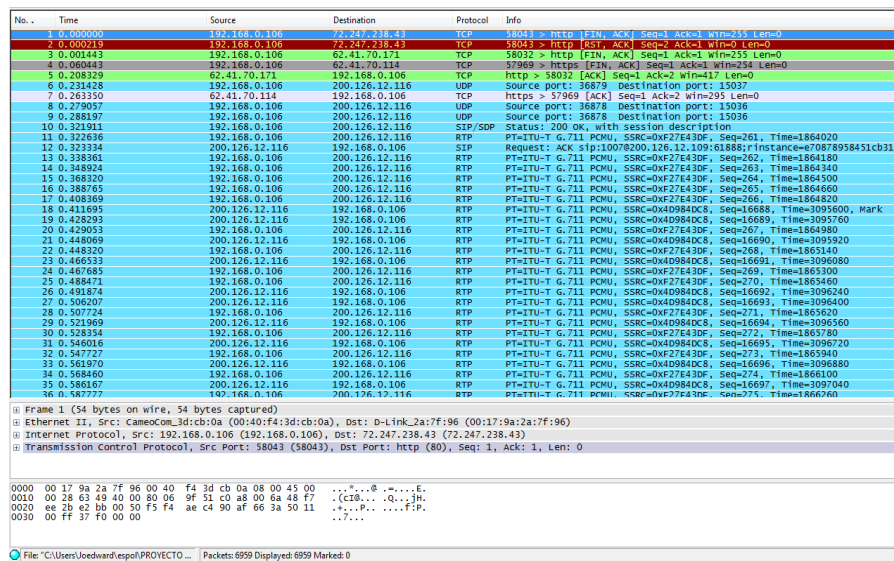 No. . Time Source Destination Protocol Info
1 0.000000 192.168.0.106 72.247.238.43 TCP 58043 > http [FIN, ACK] Seq=1 Ack=1 Win=255 Len=0
2 0.000219 192.168.0.106 72.247.238.43 TCP 58043 > http [RST, ACK] Seq=2 Ack=1 Win=0 Len=0
3 0.001443 192.168.0.106 62.41.70.171 TCP 58032 > http [FIN, ACK] Seq=1 Ack=1 Win=255 Len=0
4 0.060443 192.168.0.106 62.41.70.114 TCP 57969 > https [FIN, ACK] Seq=1 Ack=1 Win=254 Len=0
5 0.208329 62.41.70.171 192.168.0.106 TCP http > 58032 [ACK] Seq=1 Ack=2 Win=417 Len=0
6 0.231428 192.168.0.106 200.126.12.116 UDP Source port: 36879 Destination port: 15037
7 0.263350 62.41.70.114 192.168.0.106 TCP https > 57969 [ACK] Seq=1 Ack=2 Win=295 Len=0
8 0.279057 192.168.0.106 200.126.12.116 UDP Source port: 36878 Destination port: 15036
9 0.288197 192.168.0.106 200.126.12.116 UDP Source port: 36878 Destination port: 15036
10 0.321911 192.168.0.106 200.126.12.116 SIP/SDP Status: 200 OK, with session description
11 0.322636 192.168.0.106 200.126.12.116 RTP PT=ITU-T G.711 PCMU, SSRC=0xF27E43DF, Seq=261, Time=1864020
12 0.323334 200.126.12.116 192.168.0.106 SIP Request: ACK sip:1007@200.126.12.109:61888;rinstance=e70878958451cb31
13 0.338361 192.168.0.106 200.126.12.116 RTP PT=ITU-T G.711 PCMU, SSRC=0xF27E43DF, Seq=262, Time=1864180
14 0.348924 192.168.0.106 200.126.12.116 RTP PT=ITU-T G.711 PCMU, SSRC=0xF27E43DF, Seq=263, Time=1864340
15 0.368320 192.168.0.106 200.126.12.116 RTP PT=ITU-T G.711 PCMU, SSRC=0xF27E43DF, Seq=264, Time=1864500
16 0.388765 192.168.0.106 200.126.12.116 RTP PT=ITU-T G.711 PCMU, SSRC=0xF27E43DF, Seq=265, Time=1864660
17 0.408369 192.168.0.106 200.126.12.116 RTP PT=ITU-T G.711 PCMU, SSRC=0xF27E43DF, Seq=266, Time=1864820
18 0.411695 200.126.12.116 192.168.0.106 RTP PT=ITU-T G.711 PCMU, SSRC=0x4D984DC8, Seq=16688, Time=3095600, Mark
19 0.428293 200.126.12.116 192.168.0.106 RTP PT=ITU-T G.711 PCMU, SSRC=0x4D984DC8, Seq=16689, Time=3095760
20 0.429053 192.168.0.106 200.126.12.116 RTP PT=ITU-T G.711 PCMU, SSRC=0xF27E43DF, Seq=267, Time=1864980
21 0.448069 200.126.12.116 192.168.0.106 RTP PT=ITU-T G.711 PCMU, SSRC=0x4D984DC8, Seq=16690, Time=3095920
22 0.448320 192.168.0.106 200.126.12.116 RTP PT=ITU-T G.711 PCMU, SSRC=0xF27E43DF, Seq=268, Time=1865140
23 0.466533 200.126.12.116 192.168.0.106 RTP PT=ITU-T G.711 PCMU, SSRC=0x4D984DC8, Seq=16691, Time=3096080
24 0.467685 192.168.0.106 200.126.12.116 RTP PT=ITU-T G.711 PCMU, SSRC=0xF27E43DF, Seq=269, Time=1865300
25 0.488471 192.168.0.106 200.126.12.116 RTP PT=ITU-T G.711 PCMU, SSRC=0xF27E43DF, Seq=270, Time=1865460
26 0.491874 200.126.12.116 192.168.0.106 RTP PT=ITU-T G.711 PCMU, SSRC=0x4D984DC8, Seq=16692, Time=3096240
27 0.506207 200.126.12.116 192.168.0.106 RTP PT=ITU-T G.711 PCMU, SSRC=0x4D984DC8, Seq=16693, Time=3096400
28 0.507724 192.168.0.106 200.126.12.116 RTP PT=ITU-T G.711 PCMU, SSRC=0xF27E43DF, Seq=271, Time=1865620
29 0.521969 200.126.12.116 192.168.0.106 RTP PT=ITU-T G.711 PCMU, SSRC=0x4D984DC8, Seq=16694, Time=3096560
30 0.528354 192.168.0.106 200.126.12.116 RTP PT=ITU-T G.711 PCMU, SSRC=0xF27E43DF, Seq=272, Time=1865780
31 0.546016 200.126.12.116 192.168.0.106 RTP PT=ITU-T G.711 PCMU, SSRC=0x4D984DC8, Seq=16695, Time=3096720
32 0.547727 192.168.0.106 200.126.12.116 RTP PT=ITU-T G.711 PCMU, SSRC=0xF27E43DF, Seq=273, Time=1865940
33 0.561970 200.126.12.116 192.168.0.106 RTP PT=ITU-T G.711 PCMU, SSRC=0x4D984DC8, Seq=16696, Time=3096880
34 0.568460 192.168.0.106 200.126.12.116 RTP PT=ITU-T G.711 PCMU, SSRC=0xF27E43DF, Seq=274, Time=1866100
35 0.586167 200.126.12.116 192.168.0.106 RTP PT=ITU-T G.711 PCMU, SSRC=0x4D984DC8, Seq=16697, Time=3097040
36 0.587777 192.168.0.106 200.126.12.116 RTP PT=ITU-T G.711 PCMU, SSRC=0xF27E43DF, Seq=275, Time=1866260
Frame 1 (54 bytes on wire, 54 bytes captured)
Ethernet II, Src: CameoCom_3d:cb:0a (00:40:f4:3d:cb:0a), Dst: D-Link_2a:7f:96 (00:17:9a:2a:7f:96)
Internet Protocol, Src: 192.168.0.106 (192.168.0.106), Dst: 72.247.238.43 (72.247.238.43)
Transmission Control Protocol, Src Port: 58043 (58043), Dst Port: http (80), Seq: 1, Ack: 1, Len: 0
0000 00 17 9a 2a 7f 96 00 40 f4 3d cb 0a 08 00 45 00 ...*...@ .=....E.
0010 00 28 63 49 40 00 80 06 9f 51 c0 a8 00 6a 48 f7 .(cI@... .Q...jH.
0020 ee 2b e2 bb 00 50 f5 f4 ae c4 90 af 66 3a 50 11 .+...P.. ....f:P.
0030 00 ff 37 f0 00 00 ..7...
File: "C:\Users\Joedward\espol\PROYECTO ... Packets: 6959 Displayed: 6959 Marked: 0